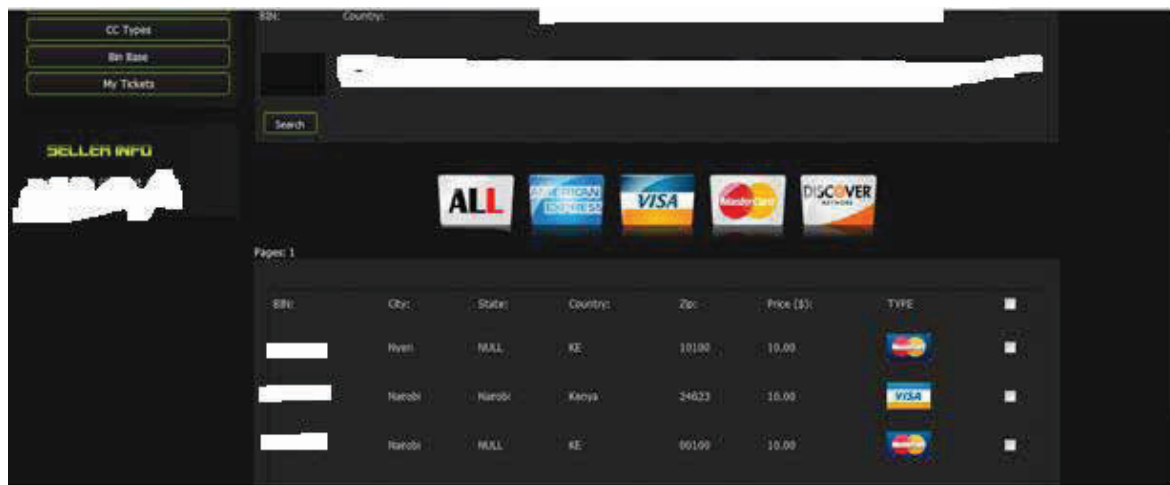 BIN: Country:
CC Types
Bin Base
My Tickets
Search
SELLER INFO
ALL AMERICAN EXPRESS VISA MasterCard DISCOVER NETWORK
Pages: 1
BIN: City: State: Country: Zip: Price ($): TYPE
Nyeri NULL KE 10100 10.00 MasterCard
Nairobi Nairobi Kenya 24623 10.00 VISA
Nairobi NULL KE 00100 10.00 MasterCard